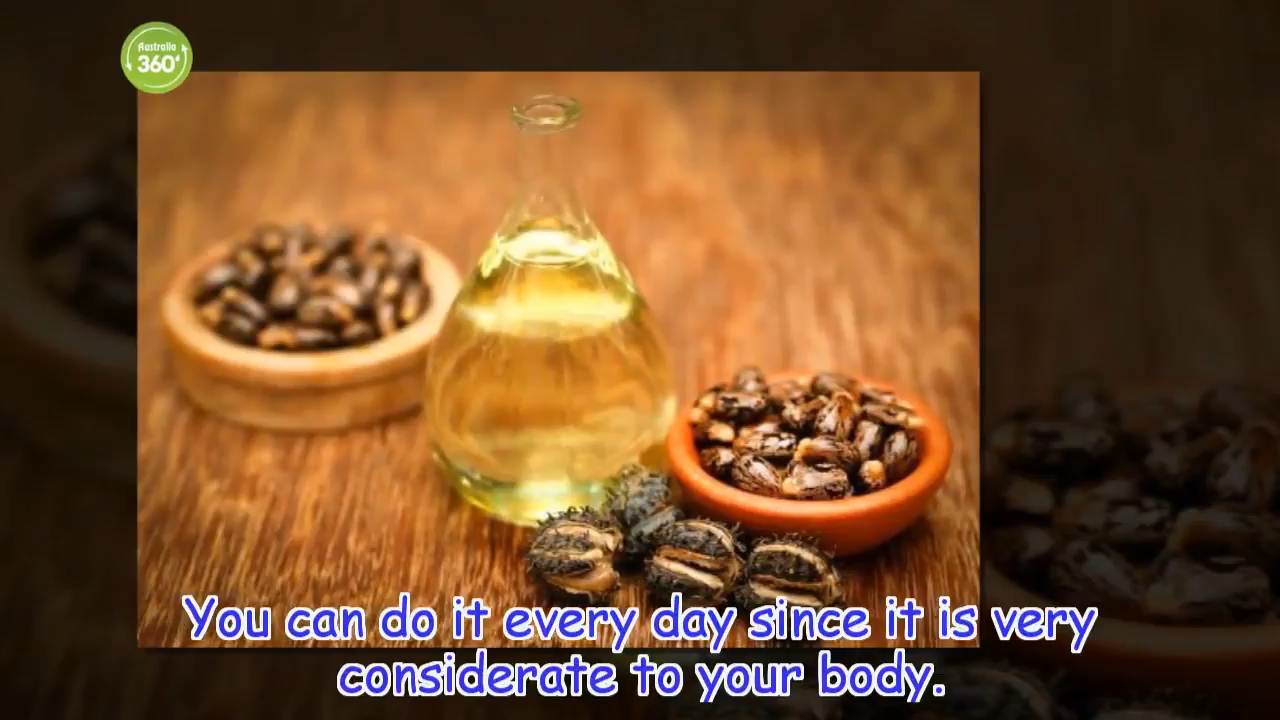 Australia
360°
You can do it every day since it is very
considerate to your body.